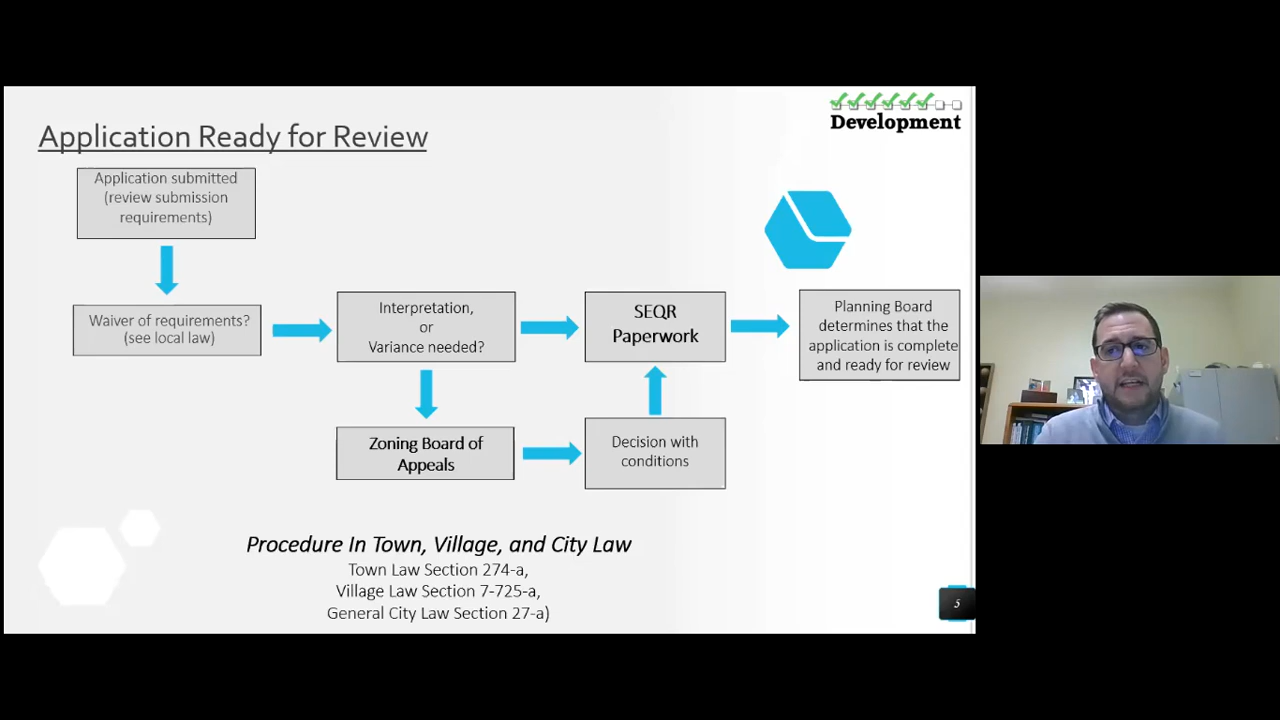 Development
Application Ready for Review
Application submitted
(review submission
requirements)
Waiver of requirements?
(see local law)
Interpretation,
or
Variance needed?
SEQR
Paperwork
Planning Board
determines that the
application is complete
and ready for review
Zoning Board of
Appeals
Decision with
conditions
Procedure In Town, Village, and City Law
Town Law Section 274-a,
Village Law Section 7-725-a,
General City Law Section 27-a)
5